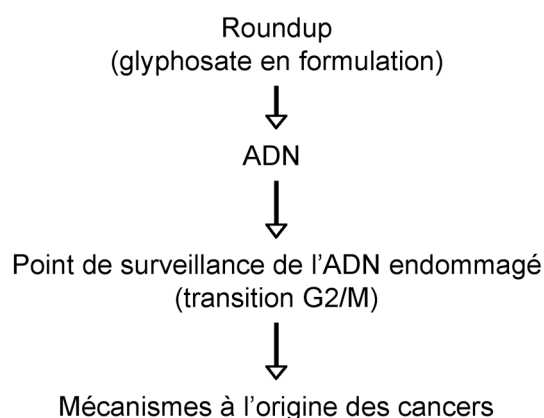 Roundup
(glyphosate en formulation)
ADN
Point de surveillance de l'ADN endommagé
(transition G2/M)
Mécanismes à l'origine des cancers